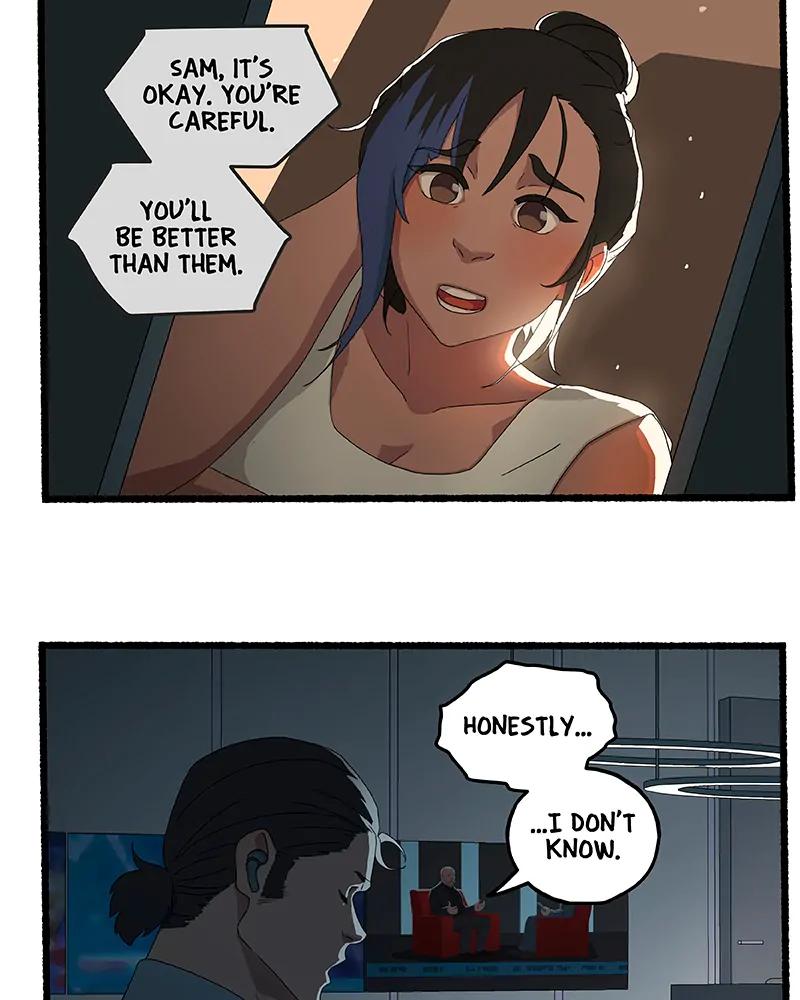 SAM, IT'S
OKAY. YOU'RE
CAREFUL.
YOU'LL
BE BETTER
THAN THEM.
HONESTLY...
...I DON'T
KNOW.